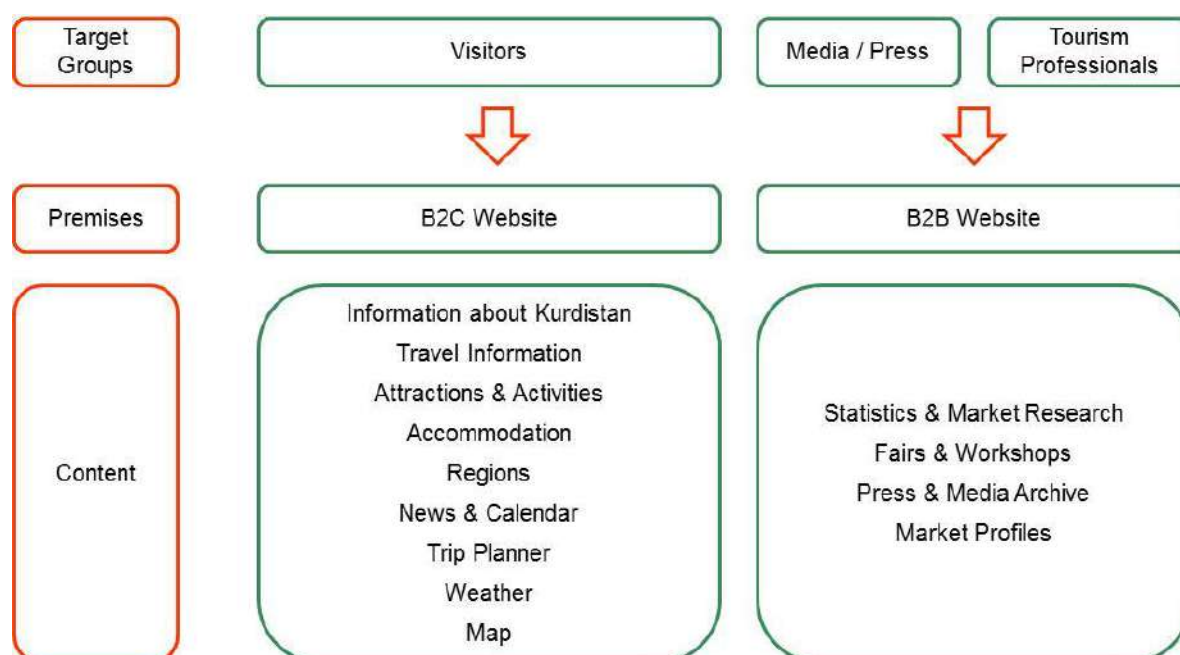 Target
Groups
Visitors
Media / Press
Tourism
Professionals
Premises
B2C Website
B2B Website
Content
Information about Kurdistan
Travel Information
Attractions & Activities
Accommodation
Regions
News & Calendar
Trip Planner
Weather
Map
Statistics & Market Research
Fairs & Workshops
Press & Media Archive
Market Profiles